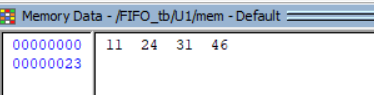 Memory Data - /FIFO_tb/U1/mem - Default
00000000 11 24 31 46
00000023